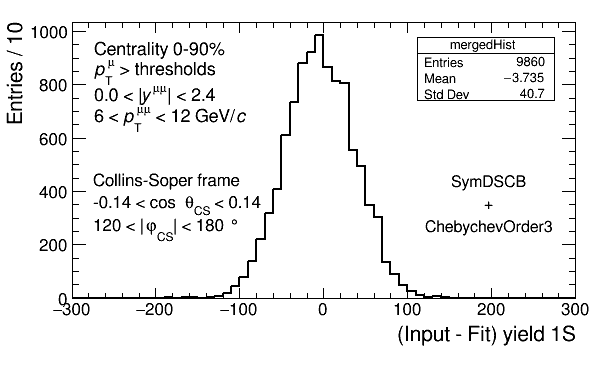 Entries / 10
1000
800
600
400
200
0
Centrality 0-90%
p_T^μ > thresholds
0.0 < |y^μμ| < 2.4
6 < p_T^μμ < 12 GeV/c
mergedHist
Entries 9860
Mean −3.735
Std Dev 40.7
Collins-Soper frame
-0.14 < cos θ_CS < 0.14
120 < |φ_CS| < 180 °
SymDSCB
+
ChebychevOrder3
−300 −200 −100 0 100 200 300
(Input - Fit) yield 1S